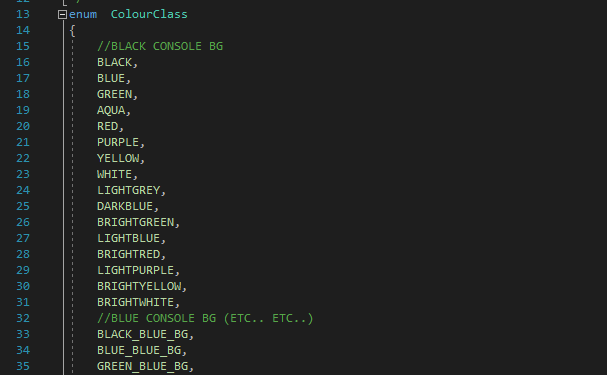 13 enum ColourClass
14 {
15 //BLACK CONSOLE BG
16 BLACK,
17 BLUE,
18 GREEN,
19 AQUA,
20 RED,
21 PURPLE,
22 YELLOW,
23 WHITE,
24 LIGHTGREY,
25 DARKBLUE,
26 BRIGHTGREEN,
27 LIGHTBLUE,
28 BRIGHTRED,
29 LIGHTPURPLE,
30 BRIGHTYELLOW,
31 BRIGHTWHITE,
32 //BLUE CONSOLE BG (ETC.. ETC..)
33 BLACK_BLUE_BG,
34 BLUE_BLUE_BG,
35 GREEN_BLUE_BG,